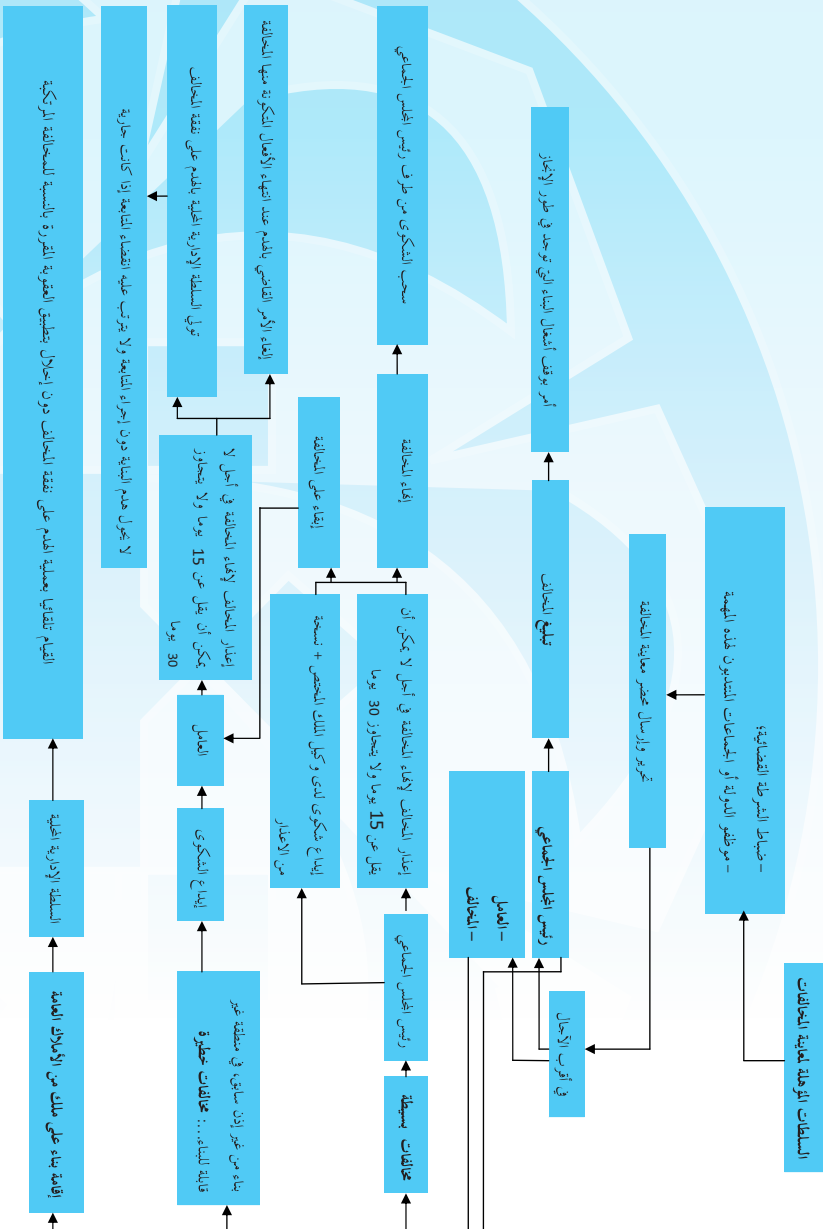 السلطات المؤهلة لمعاينة المخالفات
– ضباط الشرطة القضائية؛
– موظفو الدولة أو الجماعات المنتدبون لهذه المهمة
تحرير وإرسال محضر معاينة المخالفة
في أقرب الآجال
رئيس المجلس الجماعي
– العامل
– المخالف
تبليغ المخالف
أمر بوقف أشغال البناء التي توجد في طور الإنجاز
مخالفات بسيطة
رئيس المجلس الجماعي
إعذار المخالف لإنهاء المخالفة في أجل لا يمكن أن
يقل عن 15 يوما ولا يتجاوز 30 يوما
إيداع شكوى لدى وكيل الملك المختص + نسخة
من الاعذار
إنهاء المخالفة
سحب الشكوى من طرف رئيس المجلس الجماعي
إبقاء على المخالفة
بناء من غير إذن سابق، في منطقة غير
قابلة للبناء...: مخالفات خطيرة
إيداع الشكوى
العامل
إعذار المخالف لإنهاء المخالفة في أجل لا
يمكن أن يقل عن 15 يوما ولا يتجاوز
30 يوما
إلغاء الأمر القاضي بالهدم عند انتهاء الأفعال المتكونة منها المخالفة
تولي السلطة الإدارية المحلية بالهدم على نفقة المخالف
لا يحول هدم البناية دون إجراء المتابعة ولا يترتب عليه انقضاء المتابعة إذا كانت جارية
إقامة بناء على ملك من الأملاك العامة
السلطة الإدارية المحلية
القيام تلقائيا بعملية الهدم على نفقة المخالف دون إخلال بتطبيق العقوبة المقررة بالنسبة للمخالفة المرتكبة